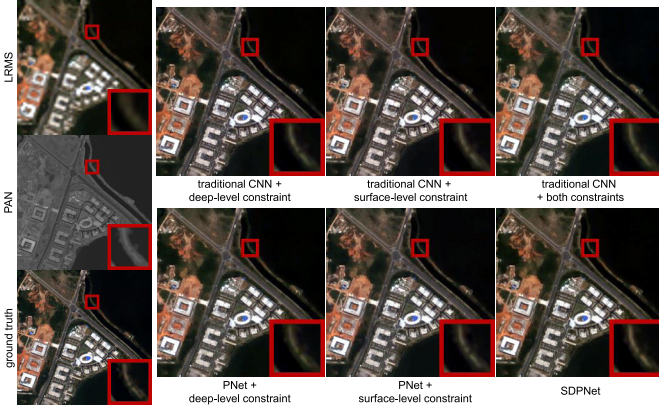 LRMS
PAN
ground truth
traditional CNN +
deep-level constraint
traditional CNN +
surface-level constraint
traditional CNN
+ both constraints
PNet +
deep-level constraint
PNet +
surface-level constraint
SDPNet